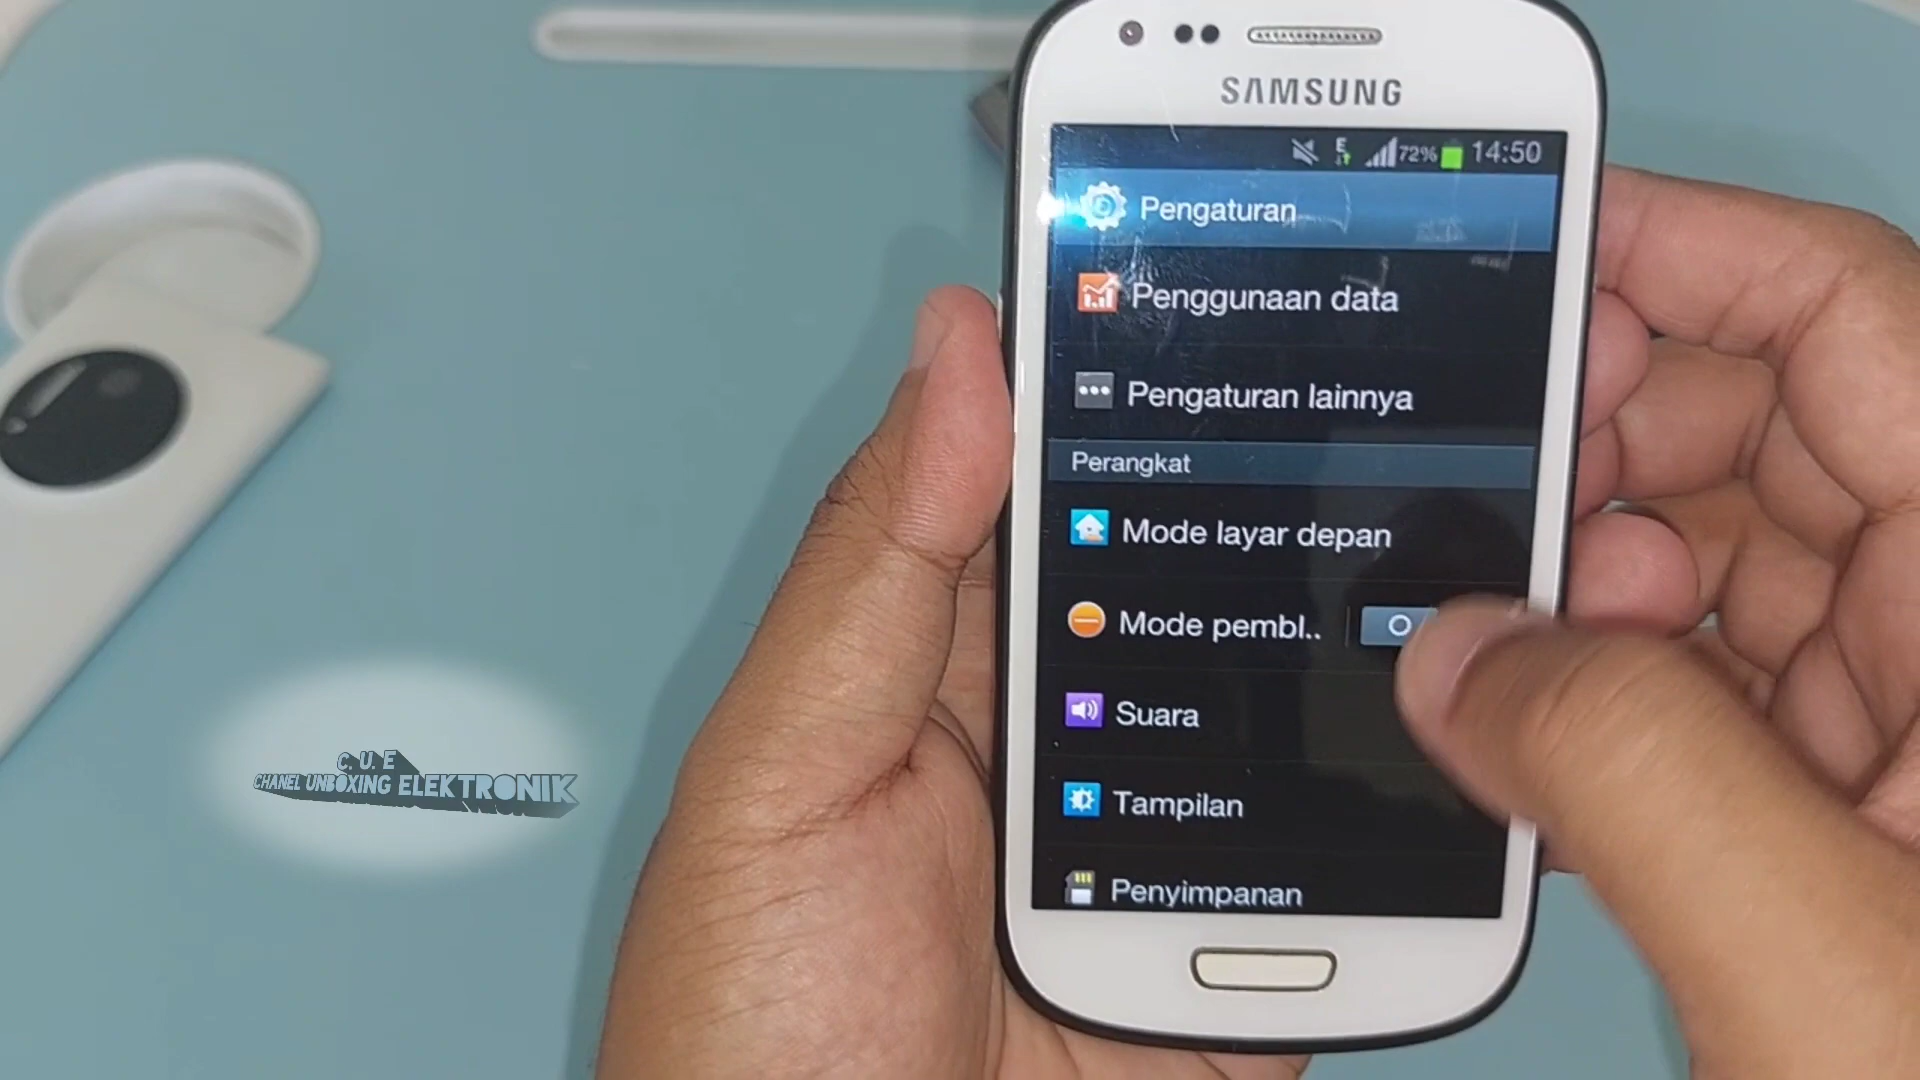 SAMSUNG
E 72% 14:50
Pengaturan
Penggunaan data
Pengaturan lainnya
Perangkat
Mode layar depan
Mode pembl..
Suara
Tampilan
Penyimpanan
C. U. E
CHANEL UNBOXING ELEKTRONIK